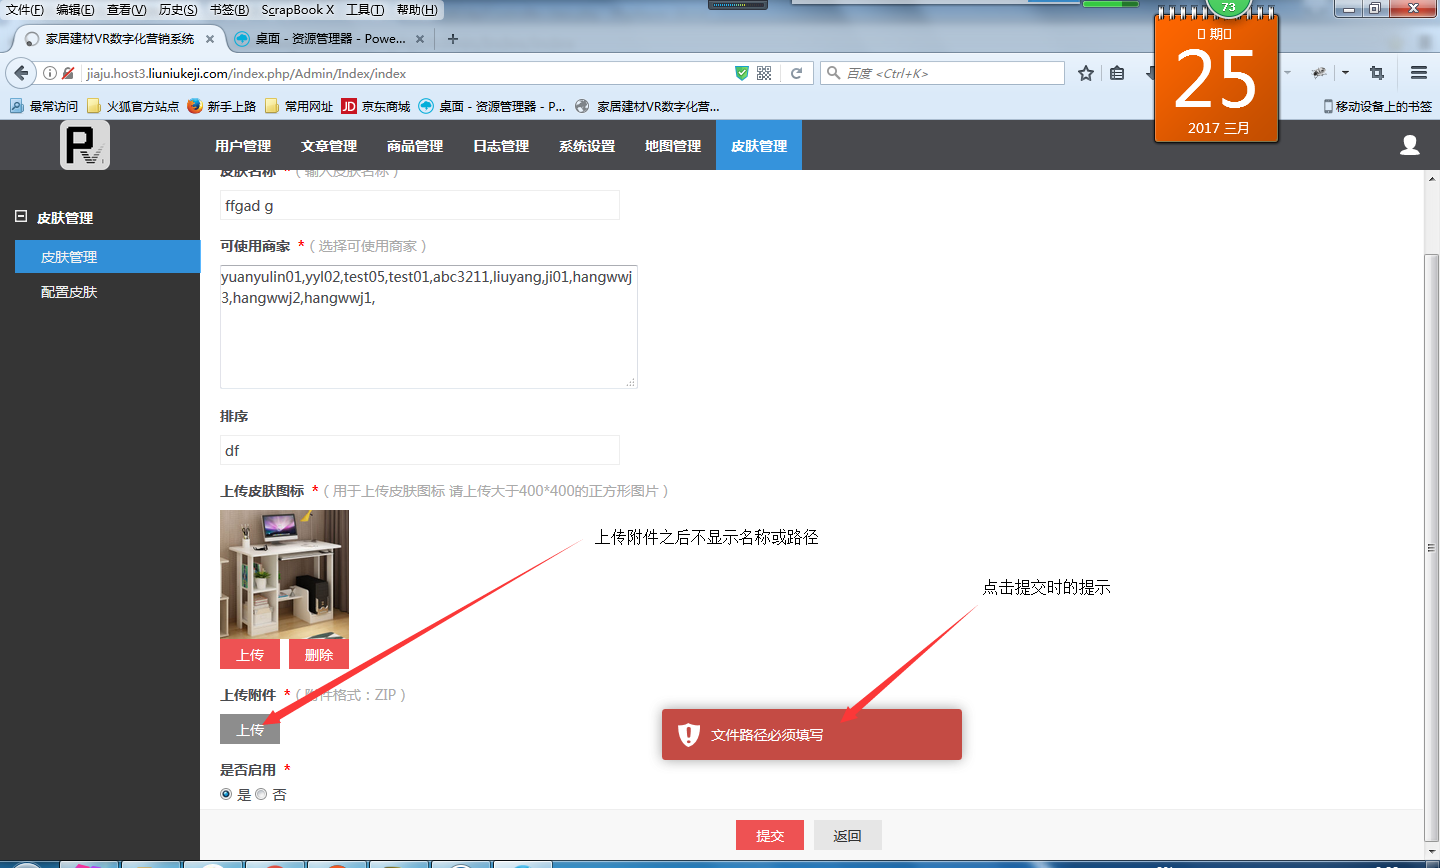 文件(F) 编辑(E) 查看(V) 历史(S) 书签(B) ScrapBook X 工具(T) 帮助(H)
73
家居建材VR数字化营销系统 × 桌面 - 资源管理器 - Powe... × +
期
25
2017 三月
jiaju.host3.liuniukeji.com/index.php/Admin/Index/index
百度 <Ctrl+K>
最常访问 火狐官方站点 新手上路 常用网址 JD 京东商城 桌面 - 资源管理器 - P... 家居建材VR数字化营... 移动设备上的书签
用户管理 文章管理 商品管理 日志管理 系统设置 地图管理 皮肤管理
皮肤管理
皮肤管理
配置皮肤
皮肤名称 * ( 输入皮肤名称 )
ffgad g
可使用商家 * ( 选择可使用商家 )
yuanyulin01,yyl02,test05,test01,abc3211,liuyang,ji01,hangwwj
3,hangwwj2,hangwwj1,
排序
df
上传皮肤图标 * ( 用于上传皮肤图标 请上传大于400*400的正方形图片 )
上传附件之后不显示名称或路径
点击提交时的提示
上传 删除
上传附件 * ( 附件格式：ZIP )
上传
文件路径必须填写
是否启用 *
是 否
提交 返回